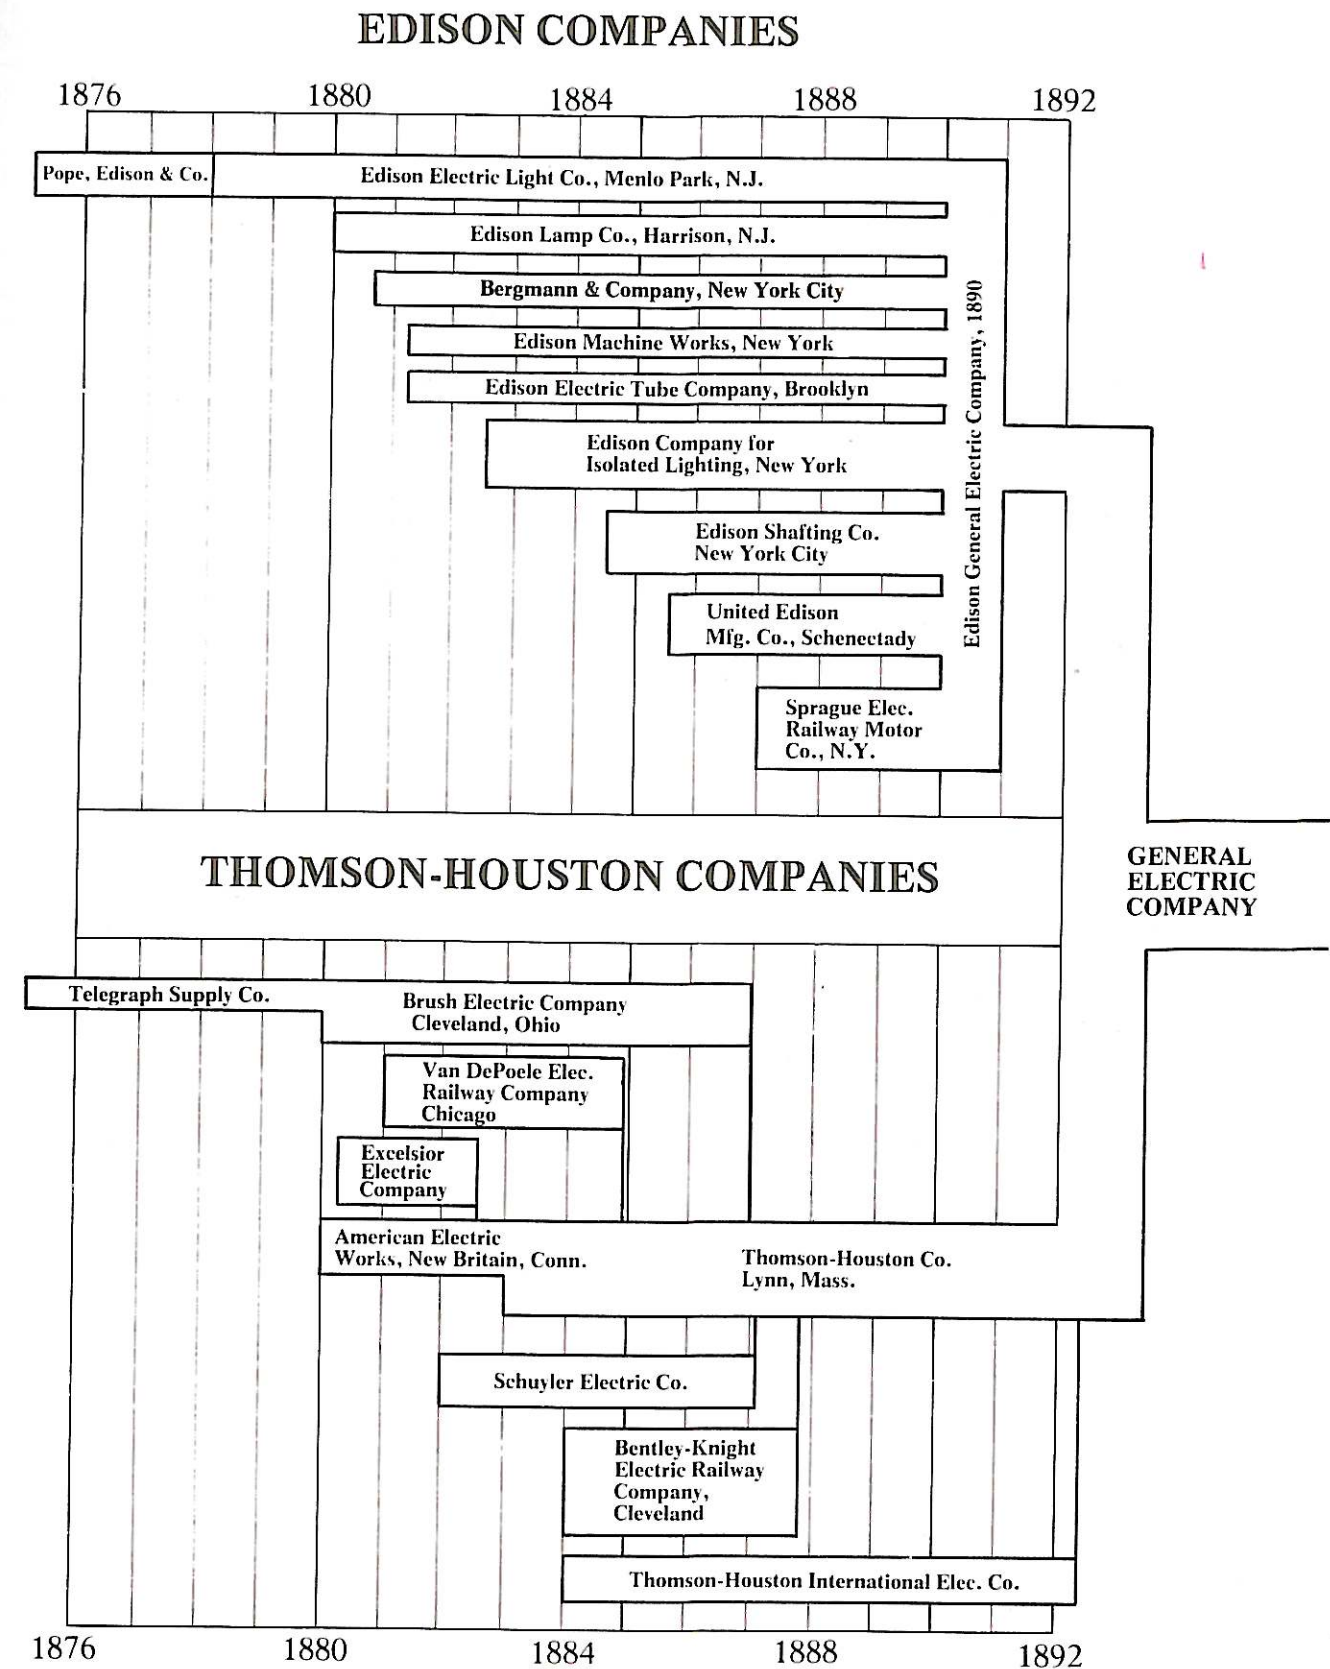 EDISON COMPANIES
1876 1880 1884 1888 1892
Pope, Edison & Co.
Edison Electric Light Co., Menlo Park, N.J.
Edison Lamp Co., Harrison, N.J.
Bergmann & Company, New York City
Edison Machine Works, New York
Edison Electric Tube Company, Brooklyn
Edison Company for
Isolated Lighting, New York
Edison Shafting Co.
New York City
United Edison
Mfg. Co., Schenectady
Sprague Elec.
Railway Motor
Co., N.Y.
Edison General Electric Company, 1890
THOMSON-HOUSTON COMPANIES
GENERAL
ELECTRIC
COMPANY
Telegraph Supply Co.
Brush Electric Company
Cleveland, Ohio
Van DePoele Elec.
Railway Company
Chicago
Excelsior
Electric
Company
American Electric
Works, New Britain, Conn.
Thomson-Houston Co.
Lynn, Mass.
Schuyler Electric Co.
Bentley-Knight
Electric Railway
Company,
Cleveland
Thomson-Houston International Elec. Co.
1876 1880 1884 1888 1892